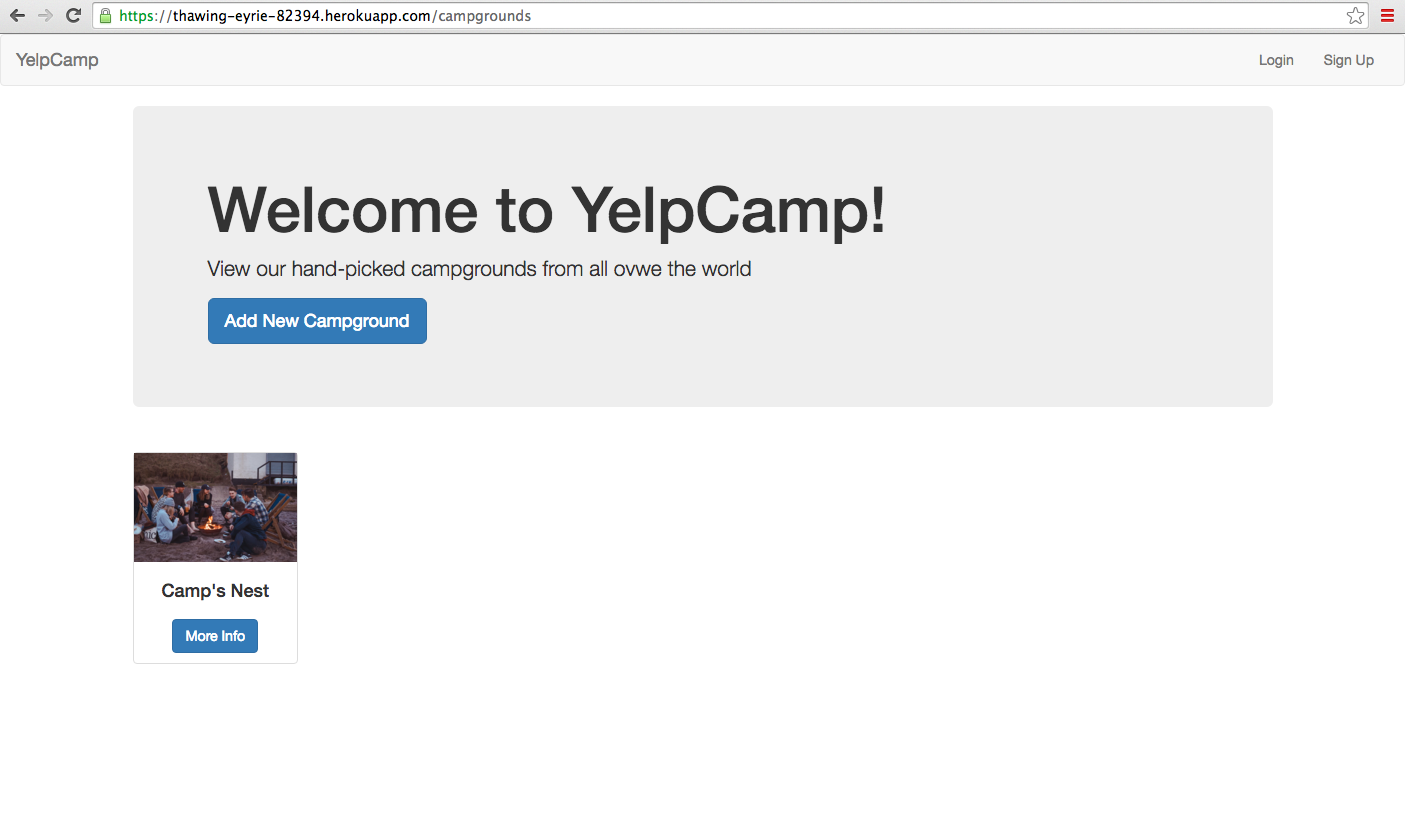 https://thawing-eyrie-82394.herokuapp.com/campgrounds
YelpCamp Login Sign Up
Welcome to YelpCamp!
View our hand-picked campgrounds from all ovwe the world
Add New Campground
Camp's Nest
More Info